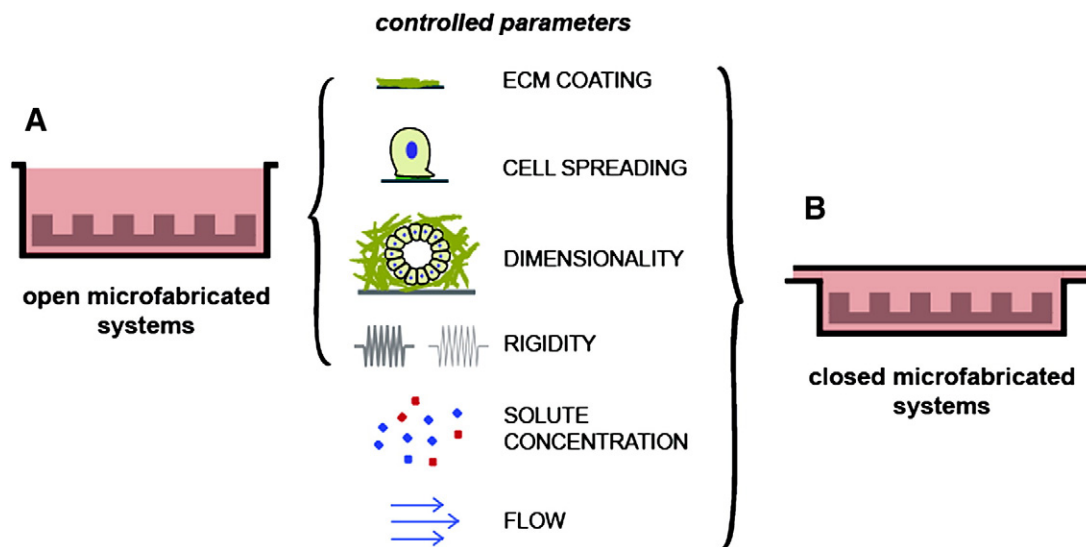 controlled parameters
A
open microfabricated
systems
ECM COATING
CELL SPREADING
DIMENSIONALITY
RIGIDITY
SOLUTE
CONCENTRATION
FLOW
B
closed microfabricated
systems